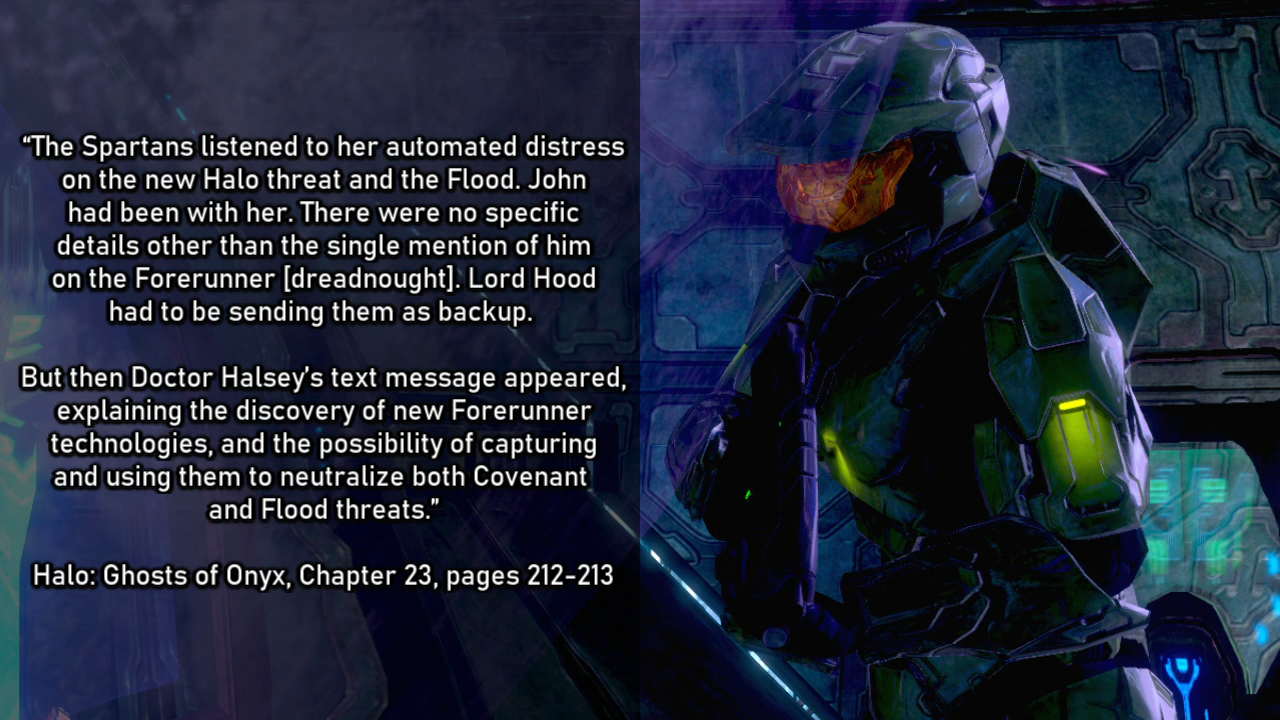 “The Spartans listened to her automated distress
on the new Halo threat and the Flood. John
had been with her. There were no specific
details other than the single mention of him
on the Forerunner [dreadnought]. Lord Hood
had to be sending them as backup.
But then Doctor Halsey’s text message appeared,
explaining the discovery of new Forerunner
technologies, and the possibility of capturing
and using them to neutralize both Covenant
and Flood threats.”
Halo: Ghosts of Onyx, Chapter 23, pages 212-213